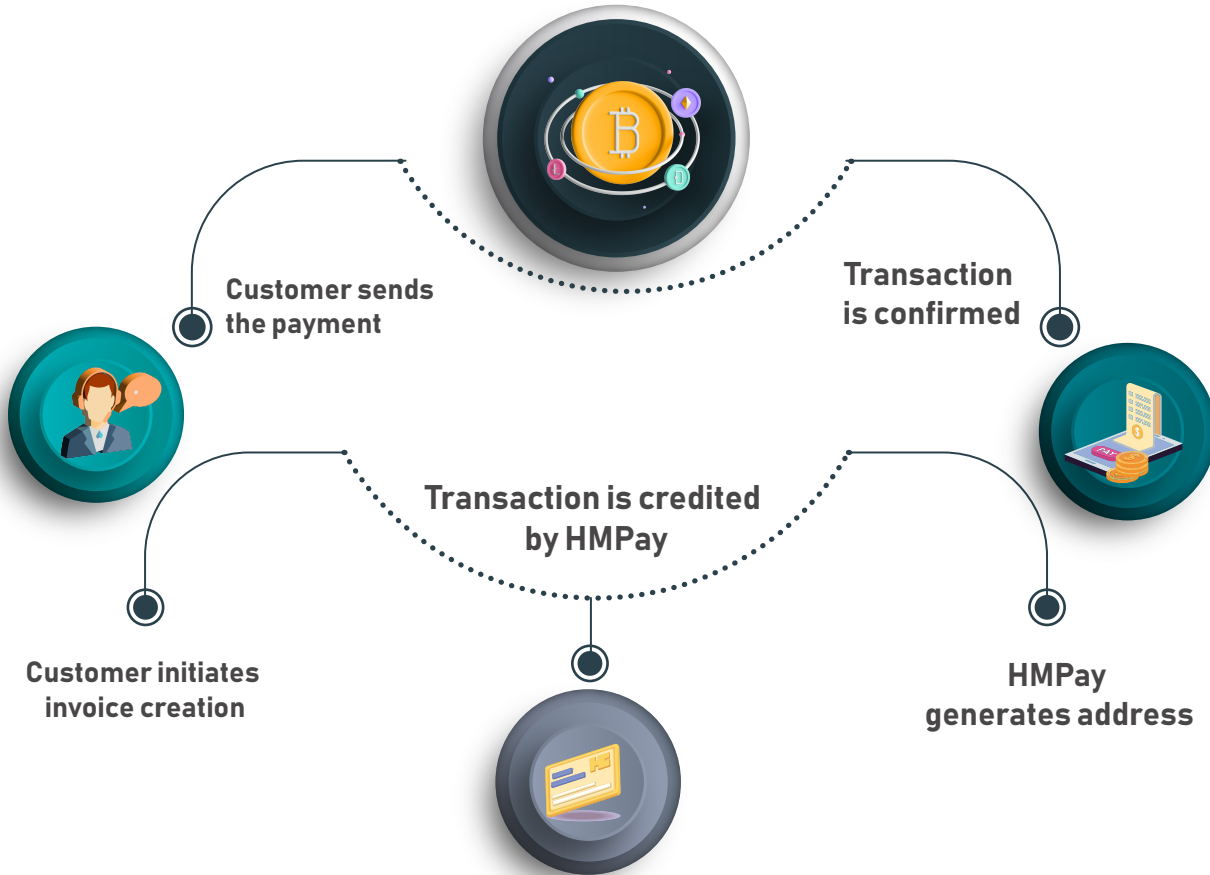 Customer sends
the payment
Transaction
is confirmed
PAY
Transaction is credited
by HMPay
Customer initiates
invoice creation
HMPay
generates address